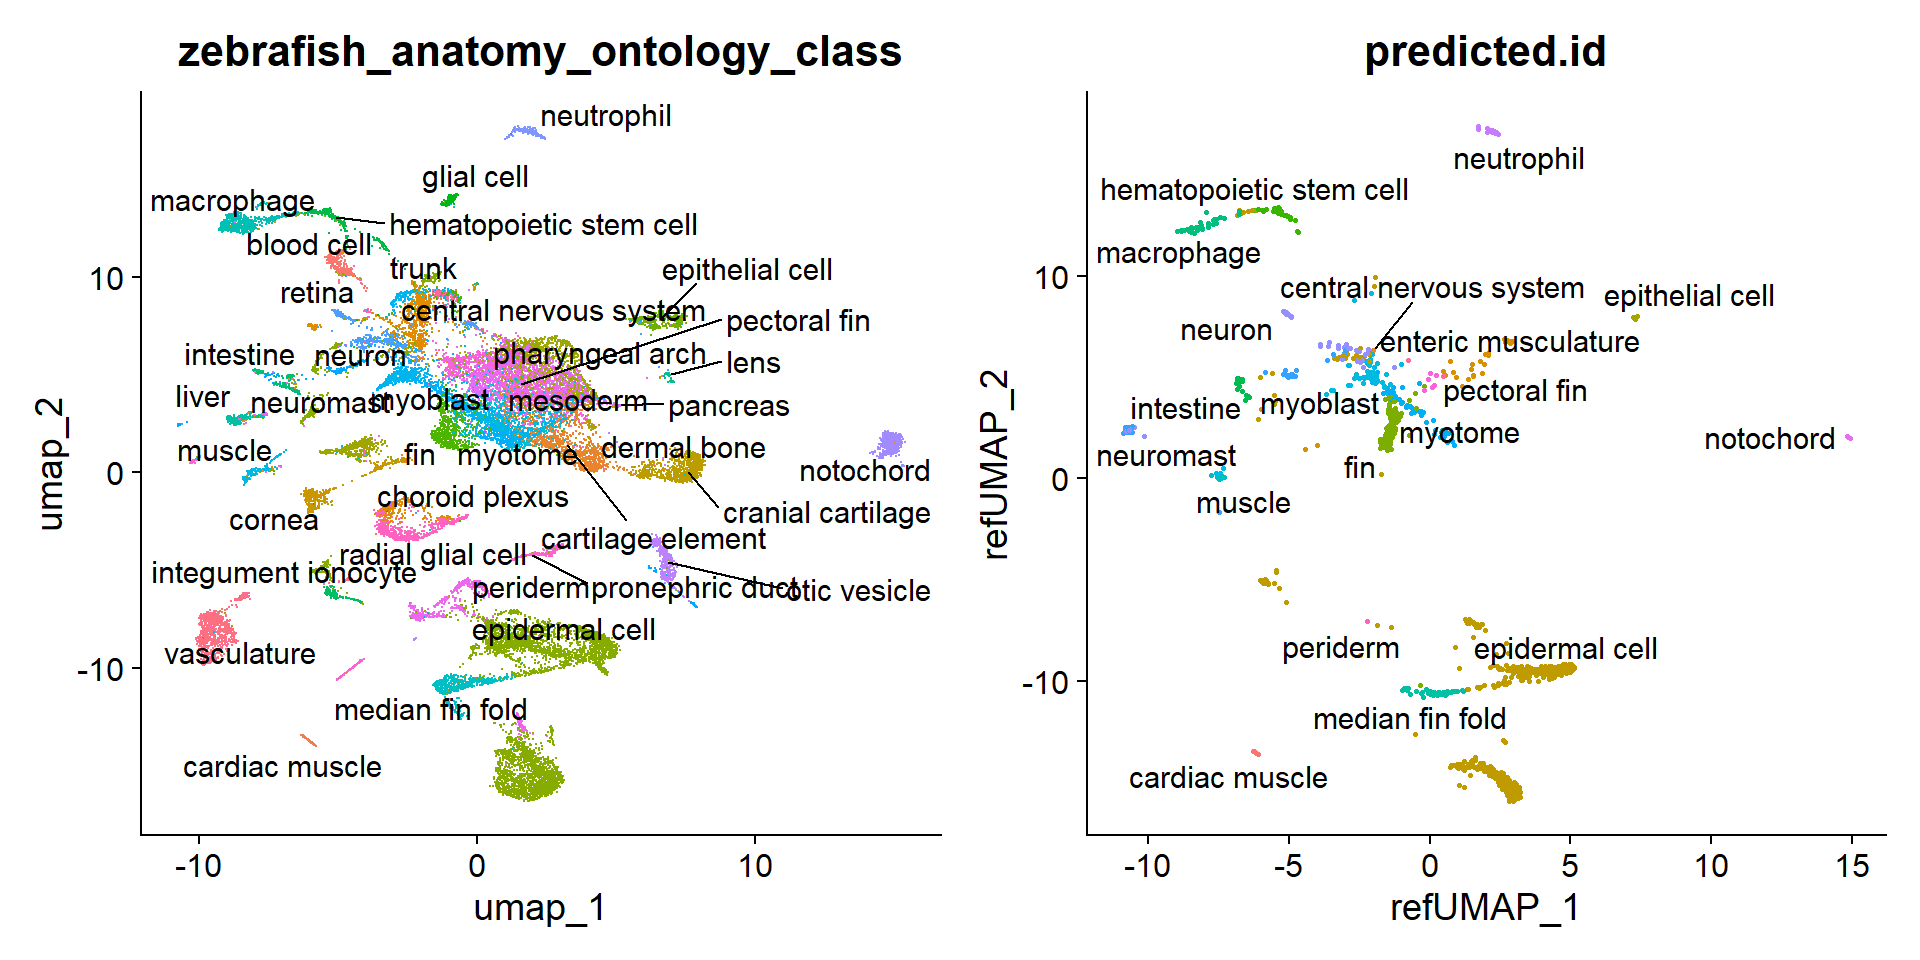 zebrafish_anatomy_ontology_class
neutrophil
glial cell
macrophage
hematopoietic stem cell
blood cell
trunk
epithelial cell
retina
central nervous system
pectoral fin
intestine
neuron
pharyngeal arch
lens
liver
neuromast
myoblast
mesoderm
pancreas
muscle
fin
myotome
dermal bone
notochord
choroid plexus
cornea
cranial cartilage
cartilage element
radial glial cell
integument ionocyte
periderm
pronephric duct
otic vesicle
epidermal cell
vasculature
median fin fold
cardiac muscle
10
0
-10
umap_2
-10
0
10
umap_1
predicted.id
neutrophil
hematopoietic stem cell
macrophage
central nervous system
epithelial cell
neuron
enteric musculature
pectoral fin
intestine
myoblast
myotome
notochord
neuromast
fin
muscle
periderm
epidermal cell
median fin fold
cardiac muscle
10
0
-10
refUMAP_2
-10
-5
0
5
10
15
refUMAP_1